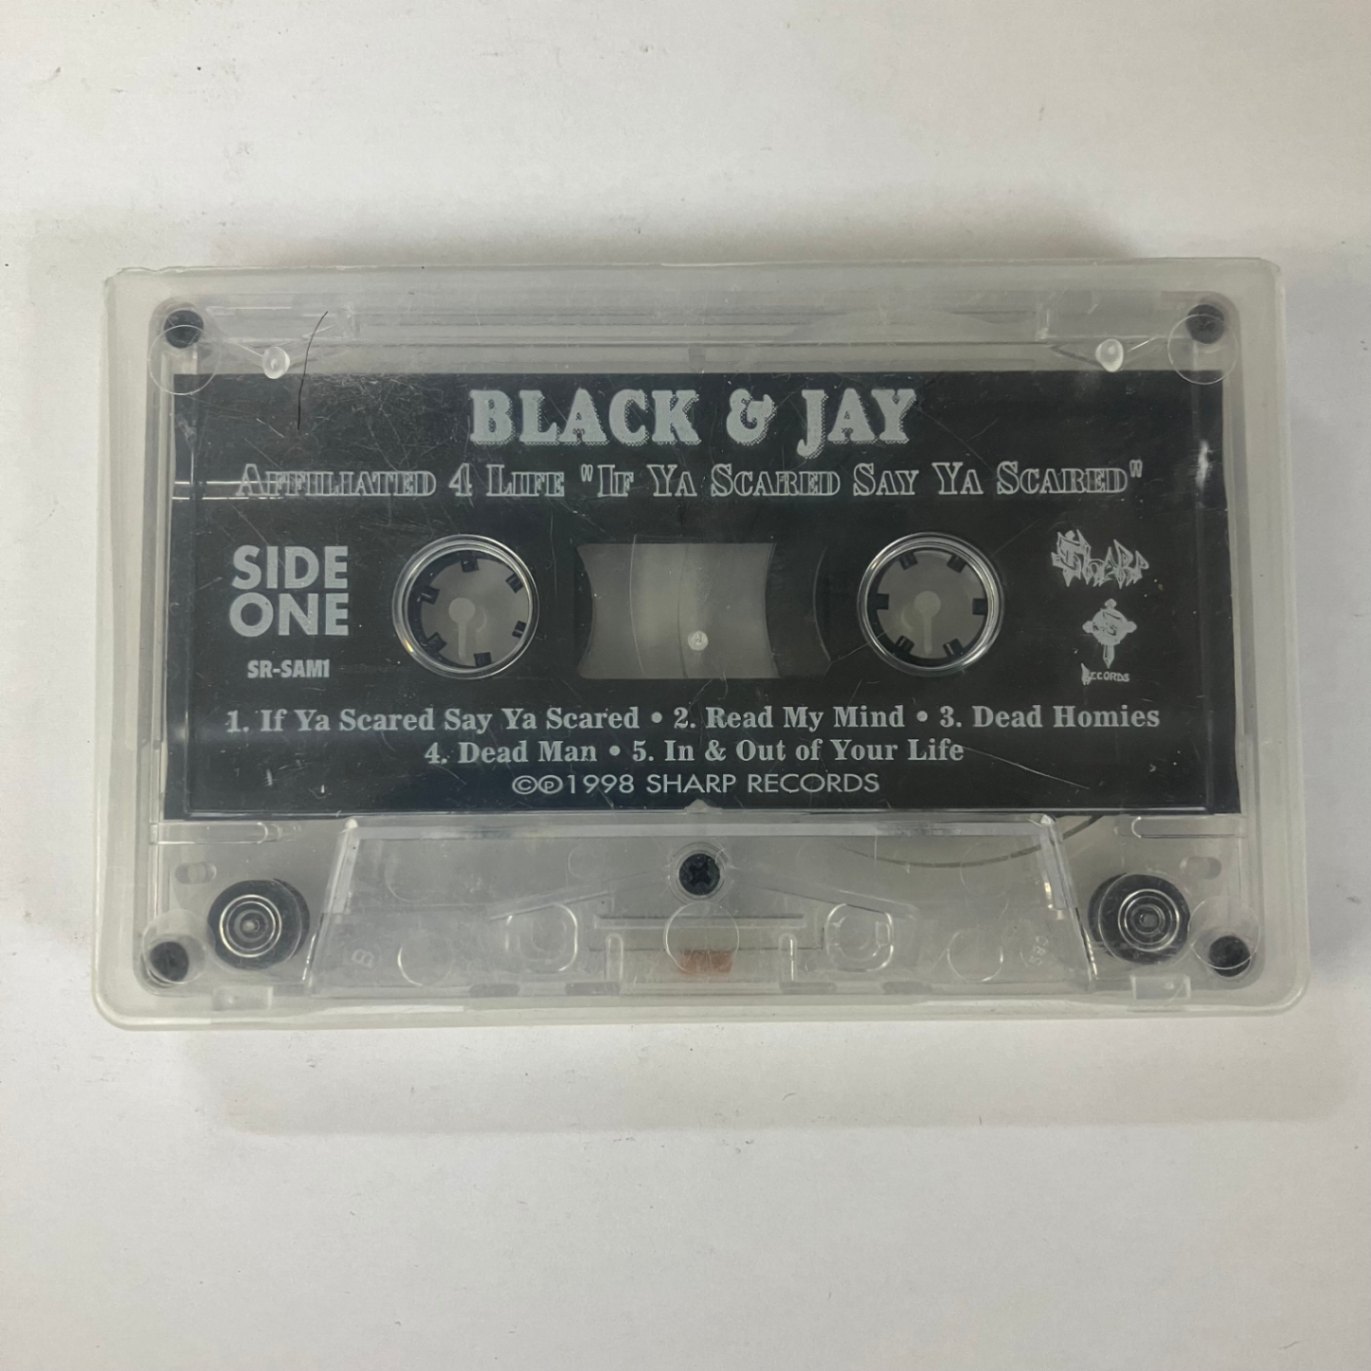 BLACK & JAY
AFFILIATED 4 LIFE "IF YA SCARED SAY YA SCARED"
SIDE
ONE
SR-SAM1
SHARP
RECORDS
1. If Ya Scared Say Ya Scared • 2. Read My Mind • 3. Dead Homies
4. Dead Man • 5. In & Out of Your Life
©℗1998 SHARP RECORDS